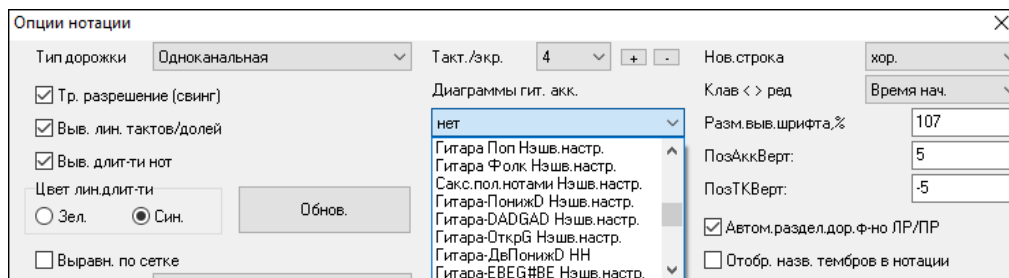 Опции нотации
Тип дорожки Одноканальная
Такт./экр. 4 + -
Нов.строка хор.
Тр. разрешение (свинг)
Диаграммы гит. акк.
Клав < > ред Время нач.
Выв. лин. тактов/долей
нет
Разм.выв.шрифта,% 107
Выв. длит-ти нот
Гитара Поп Нэшв.настр.
Гитара Фолк Нэшв.настр.
Сакс.пол.нотами Нэшв.настр.
Гитара-ПонижD Нэшв.настр.
Гитара-DADGAD Нэшв.настр.
Гитара-ОткрG Нэшв.настр.
Гитара-ДвПонижD НН
Гитара-EBEG#BE Нэшв.настр.
ПозАккВерт: 5
Цвет лин.длит-ти
Зел. Син.
Обнов.
ПозТКВерт: -5
Автом.раздел.дор.ф-но ЛР/ПР
Выравн. по сетке
Отобр. назв. тембров в нотации